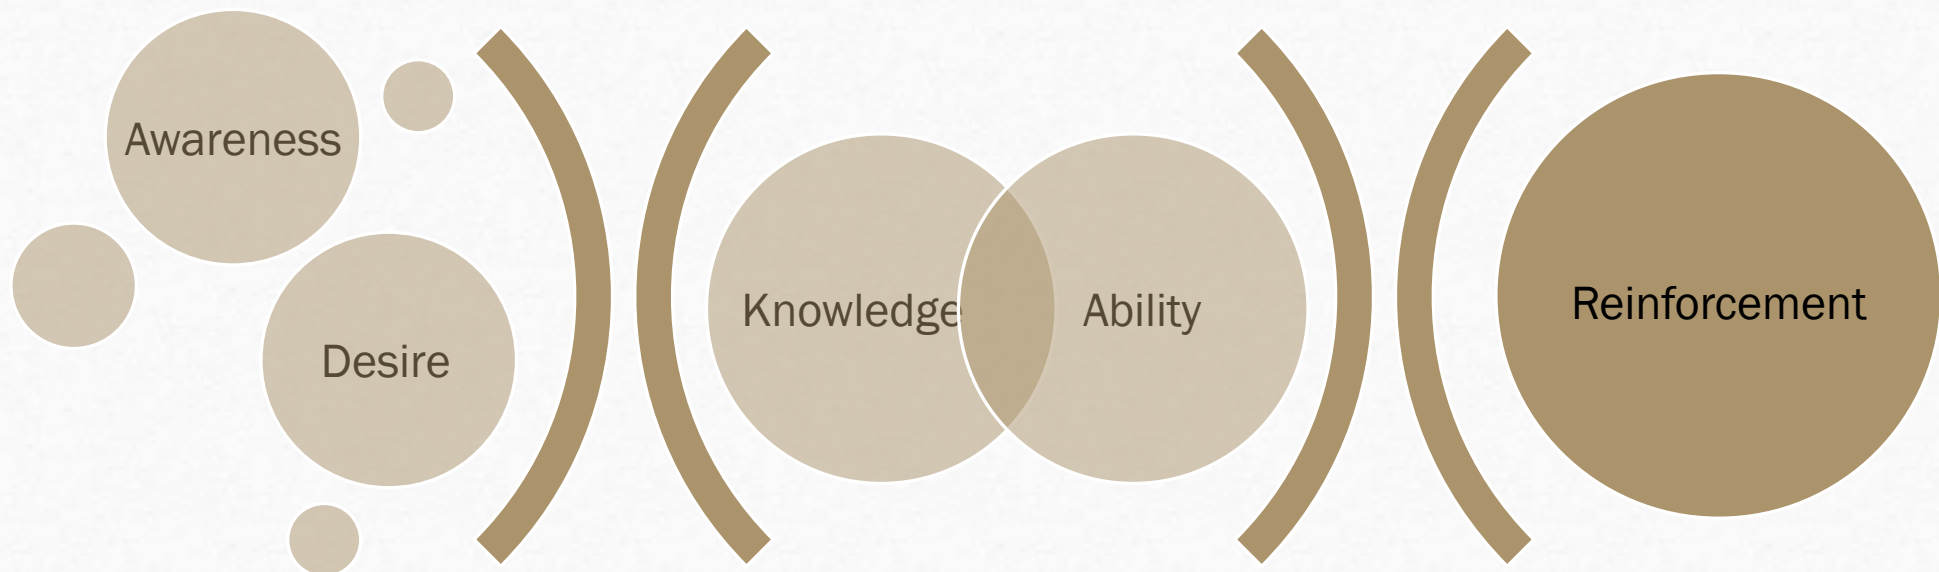 Awareness
Desire
Knowledge
Ability
Reinforcement